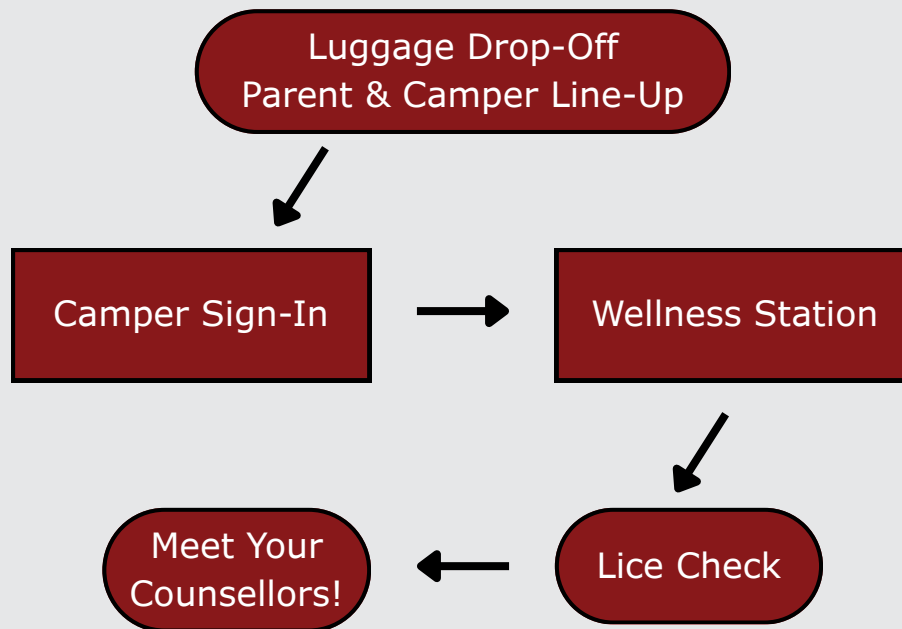 Luggage Drop-Off
Parent & Camper Line-Up
Camper Sign-In
Wellness Station
Lice Check
Meet Your
Counsellors!